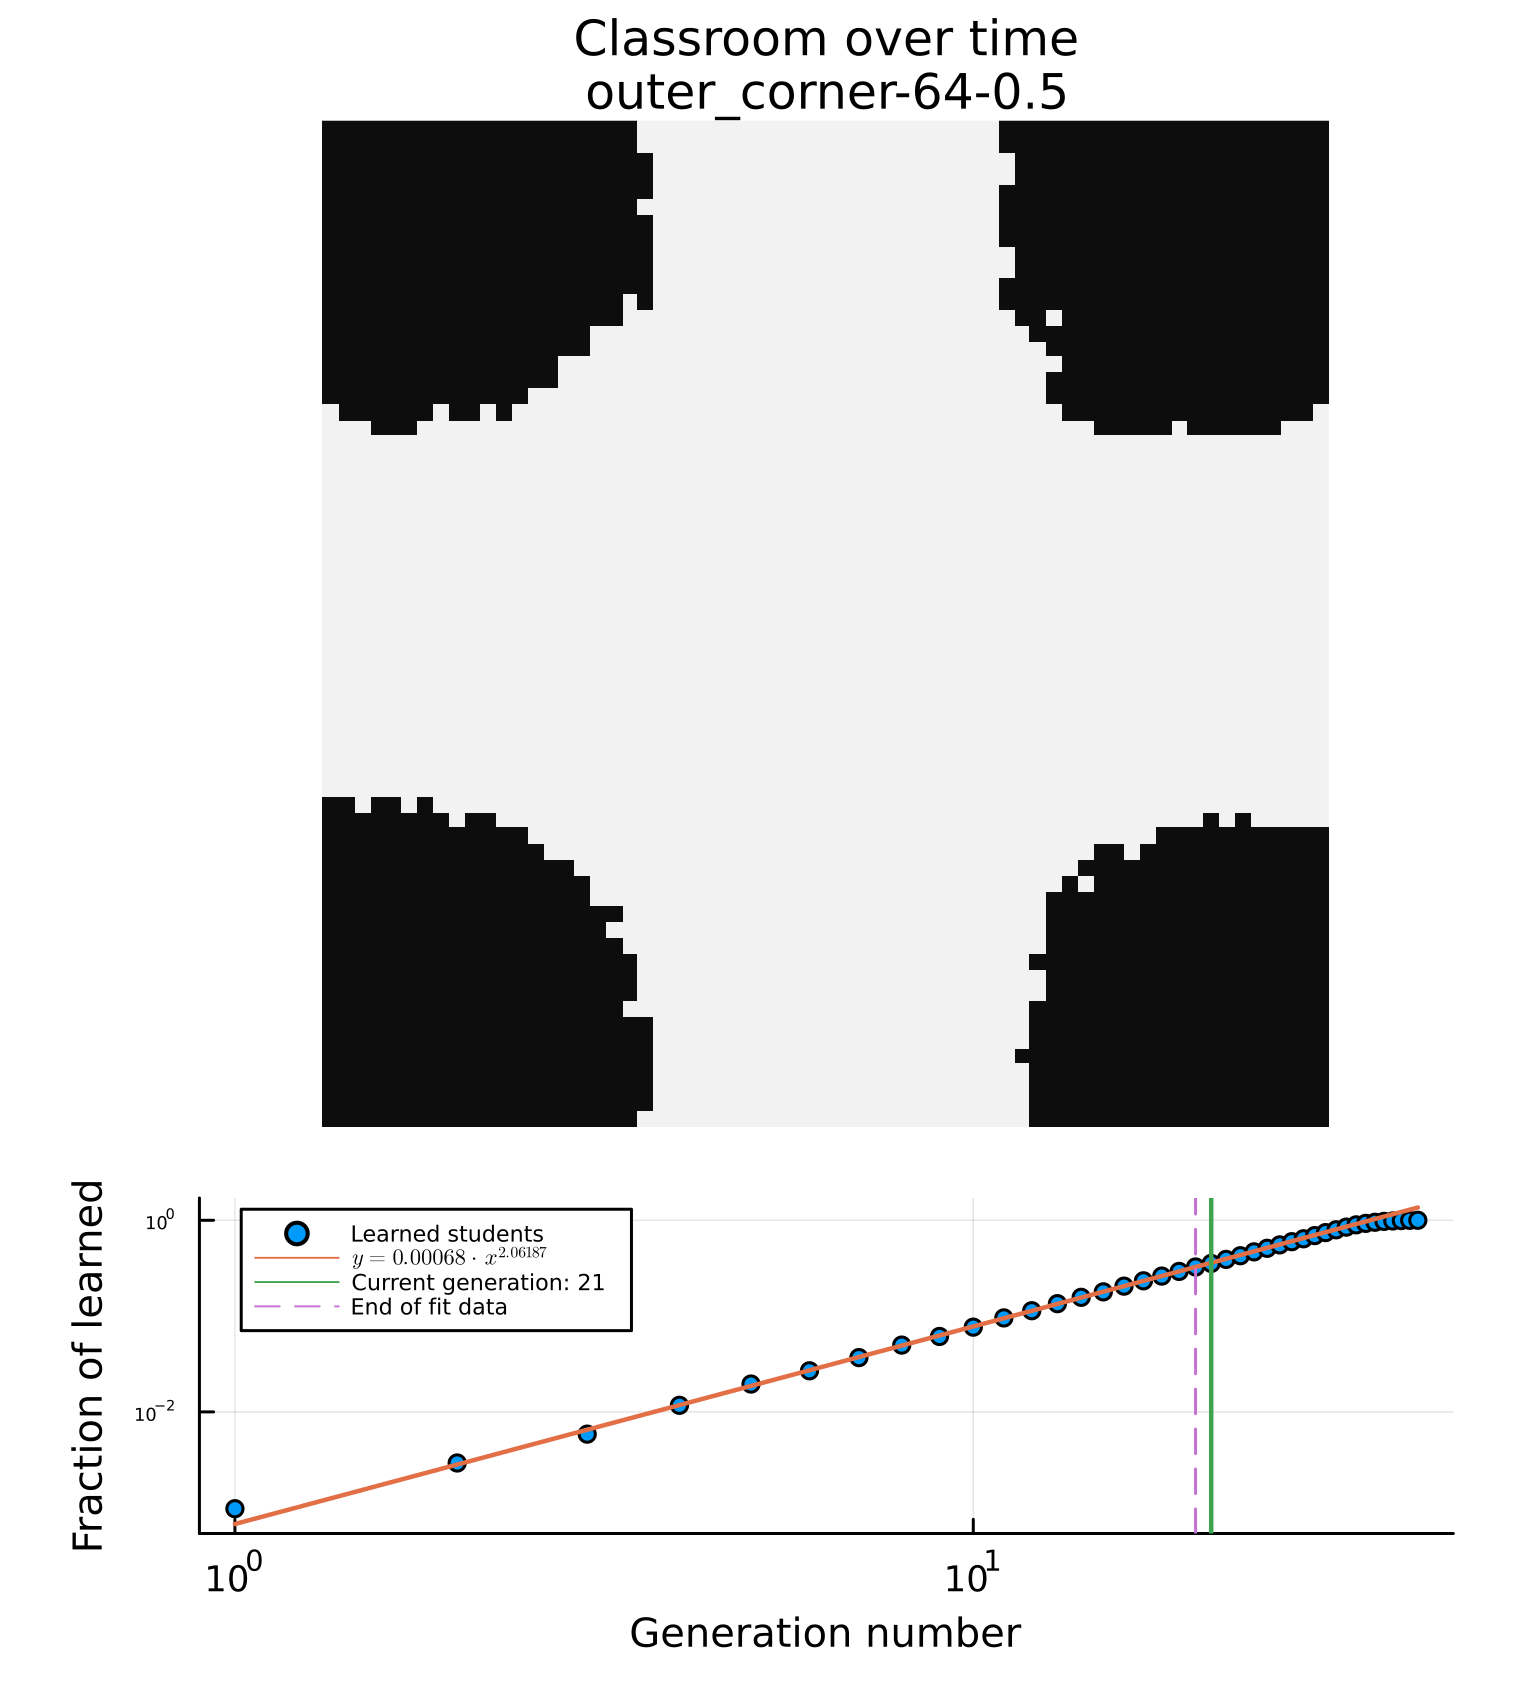 Classroom over time
outer_corner-64-0.5
Fraction of learned
10^0
10^-2
Learned students
y = 0.00068 · x^2.06187
Current generation: 21
End of fit data
10^0
10^1
Generation number